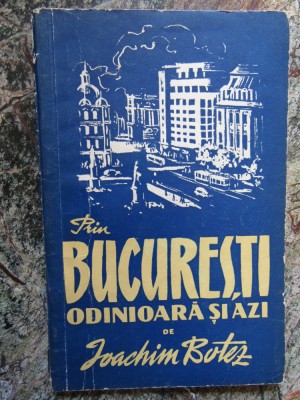 Prin
BUCUREȘTI
ODINIOARĂ ȘI AZI
DE
Joachim Botez